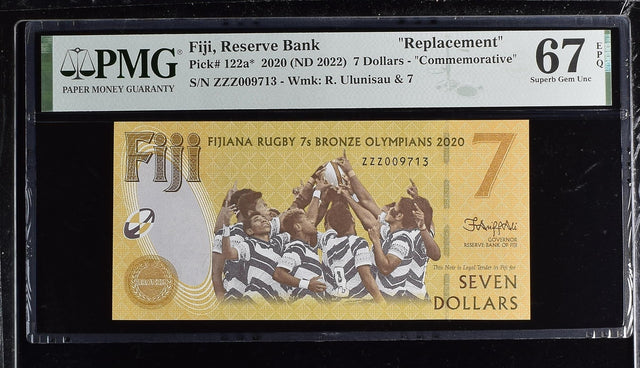 PMG
PAPER MONEY GUARANTY
Fiji, Reserve Bank "Replacement"
Pick# 122a* 2020 (ND 2022) 7 Dollars - "Commemorative"
S/N ZZZ009713 - Wmk: R. Ulunisau & 7
67 EPQ
Superb Gem Unc
Fiji
FIJIANA RUGBY 7s BRONZE OLYMPIANS 2020
7
ZZZ009713
GOVERNOR
RESERVE BANK OF FIJI
This Note is Legal Tender in Fiji for
SEVEN
DOLLARS